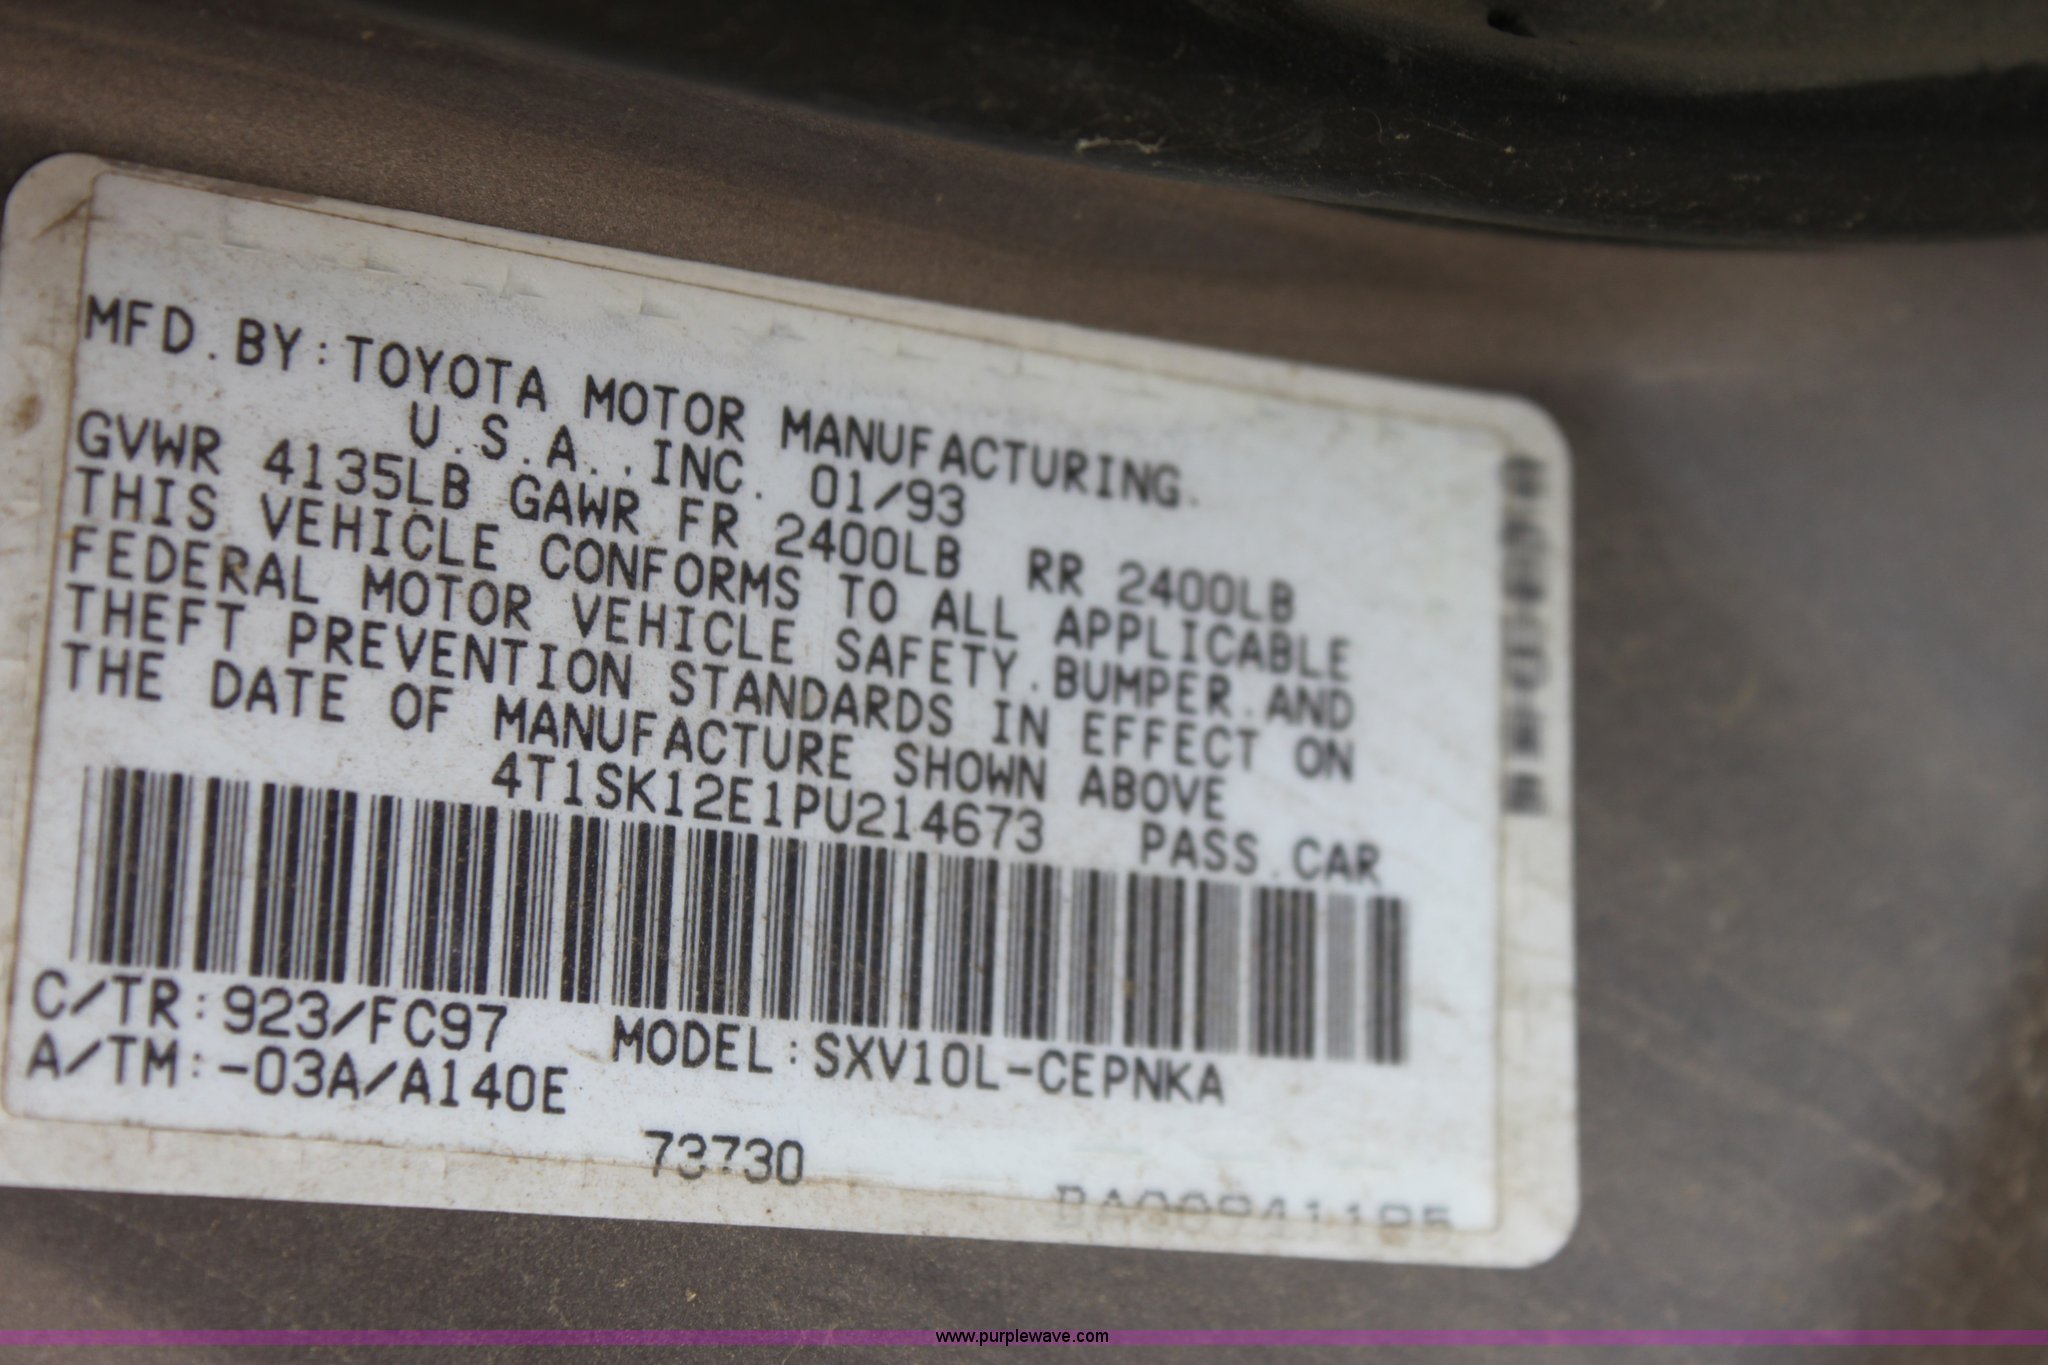 MFD.BY:TOYOTA MOTOR MANUFACTURING.
U.S.A.,INC. 01/93
GVWR 4135LB GAWR FR 2400LB RR 2400LB
THIS VEHICLE CONFORMS TO ALL APPLICABLE
FEDERAL MOTOR VEHICLE SAFETY.BUMPER.AND
THEFT PREVENTION STANDARDS IN EFFECT ON
THE DATE OF MANUFACTURE SHOWN ABOVE
4T1SK12E1PU214673 PASS.CAR
C/TR:923/FC97 MODEL:SXV10L-CEPNKA
A/TM:-03A/A140E
73730
www.purplewave.com